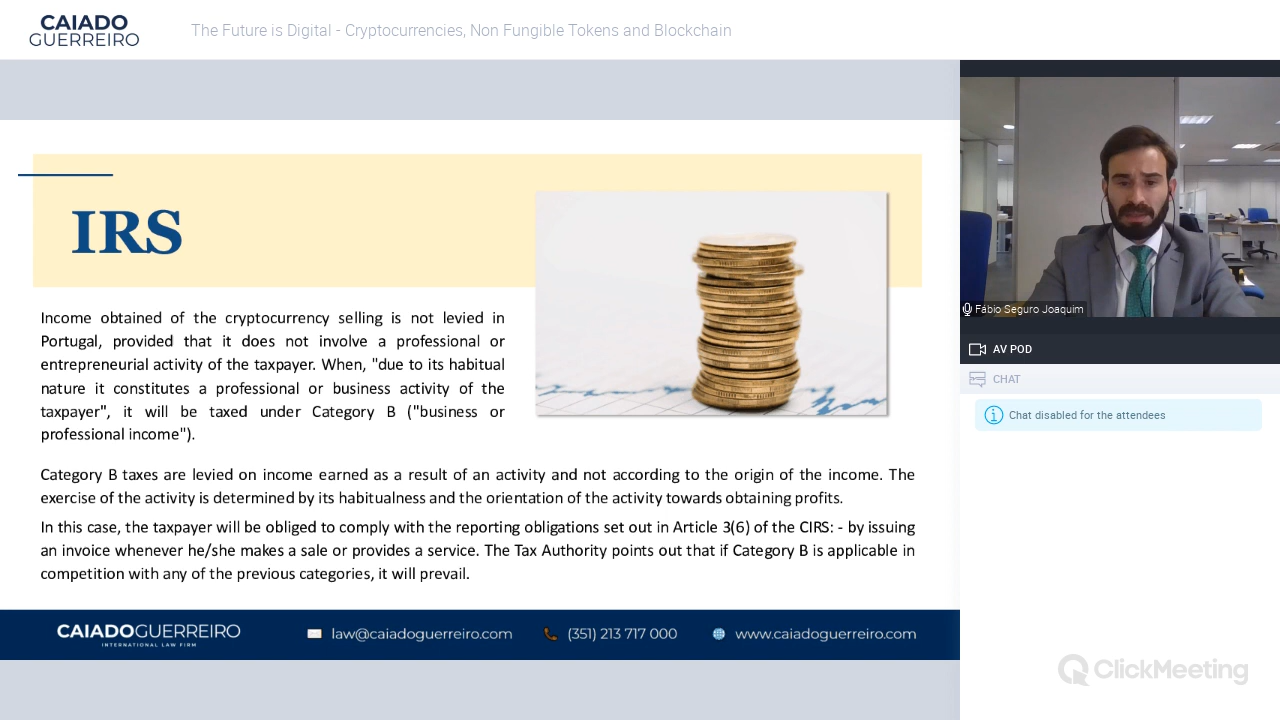 CAIADO
GUERREIRO
The Future is Digital - Cryptocurrencies, Non Fungible Tokens and Blockchain
IRS
Income obtained of the cryptocurrency selling is not levied in
Portugal, provided that it does not involve a professional or
entrepreneurial activity of the taxpayer. When, "due to its habitual
nature it constitutes a professional or business activity of the
taxpayer", it will be taxed under Category B ("business or
professional income").
Category B taxes are levied on income earned as a result of an activity and not according to the origin of the income. The
exercise of the activity is determined by its habitualness and the orientation of the activity towards obtaining profits.
In this case, the taxpayer will be obliged to comply with the reporting obligations set out in Article 3(6) of the CIRS: - by issuing
an invoice whenever he/she makes a sale or provides a service. The Tax Authority points out that if Category B is applicable in
competition with any of the previous categories, it will prevail.
CAIADOGUERREIRO
INTERNATIONAL LAW FIRM
law@caiadoguerreiro.com
(351) 213 717 000
www.caiadoguerreiro.com
Fábio Seguro Joaquim
AV POD
CHAT
Chat disabled for the attendees
ClickMeeting